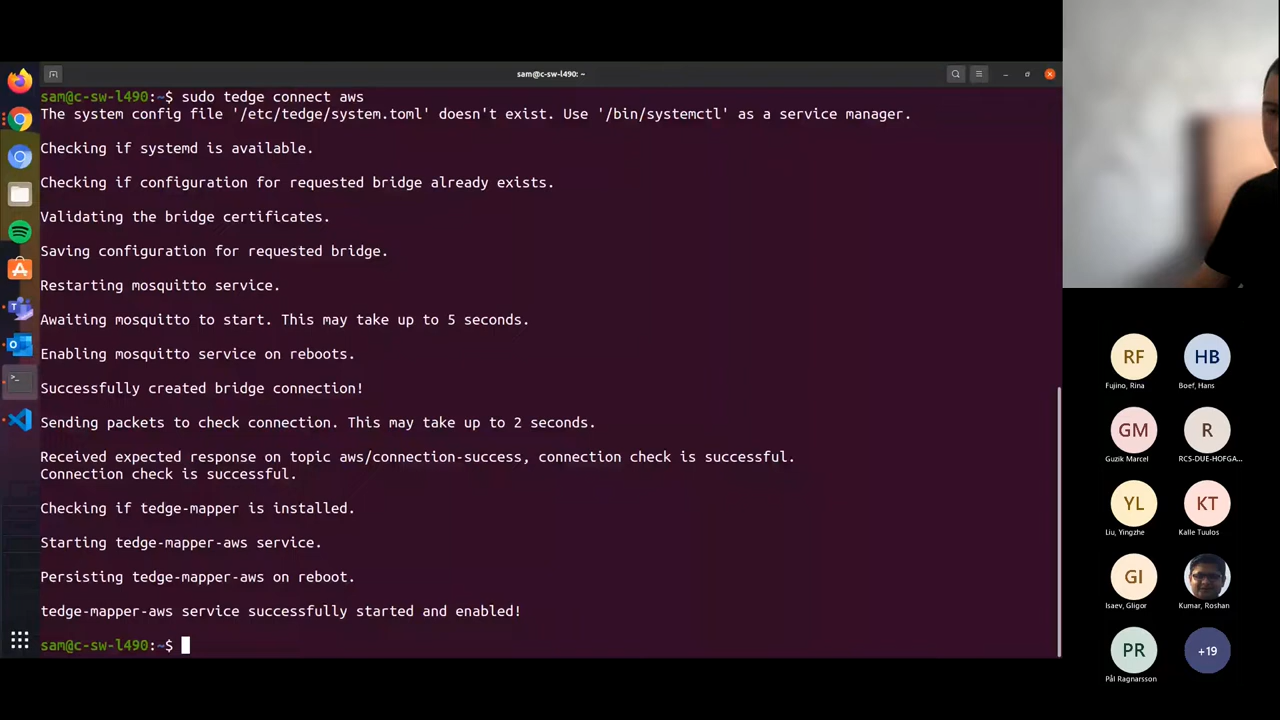 sam@c-sw-l490: ~
sam@c-sw-l490:~$ sudo tedge connect aws
The system config file '/etc/tedge/system.toml' doesn't exist. Use '/bin/systemctl' as a service manager.
Checking if systemd is available.
Checking if configuration for requested bridge already exists.
Validating the bridge certificates.
Saving configuration for requested bridge.
Restarting mosquitto service.
Awaiting mosquitto to start. This may take up to 5 seconds.
Enabling mosquitto service on reboots.
Successfully created bridge connection!
Sending packets to check connection. This may take up to 2 seconds.
Received expected response on topic aws/connection-success, connection check is successful.
Connection check is successful.
Checking if tedge-mapper is installed.
Starting tedge-mapper-aws service.
Persisting tedge-mapper-aws on reboot.
tedge-mapper-aws service successfully started and enabled!
sam@c-sw-l490:~$
RF HB
Fujino, Rina Boef, Hans
GM R
Guzik Marcel RCS-DUE-HOFGA...
YL KT
Liu, Yingzhe Kalle Tuulos
GI
Isaev, Gligor Kumar, Roshan
PR +19
Pål Ragnarsson